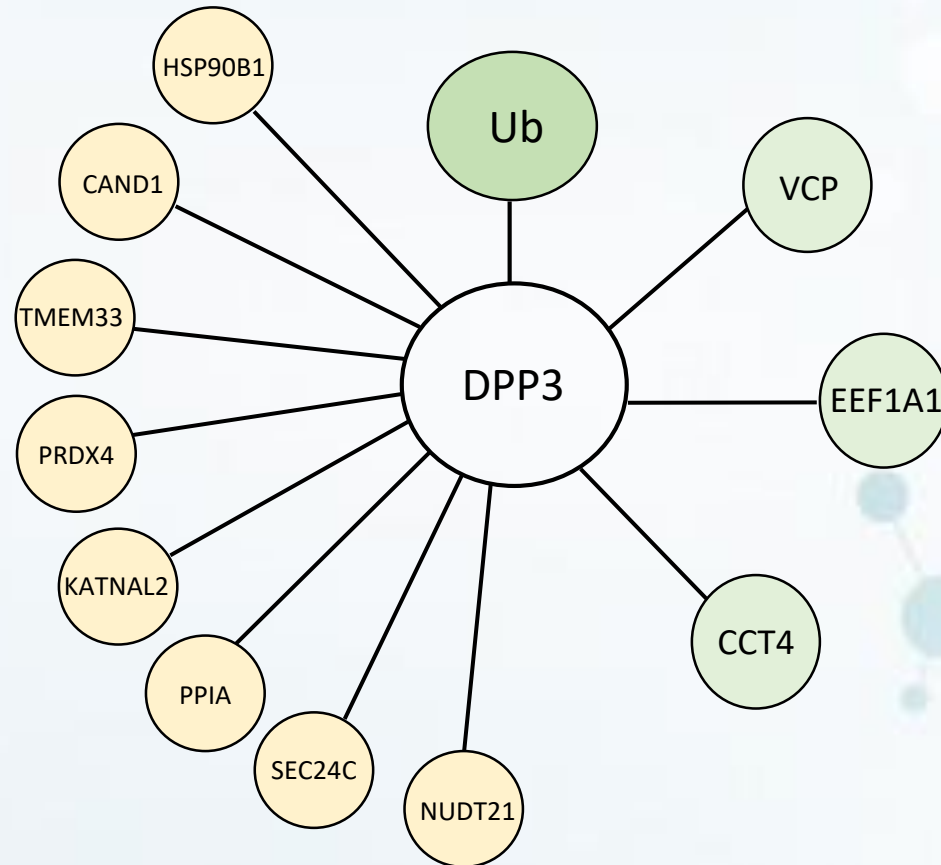 HSP90B1
Ub
CAND1
VCP
TMEM33
DPP3
EEF1A1
PRDX4
KATNAL2
CCT4
PPIA
SEC24C
NUDT21